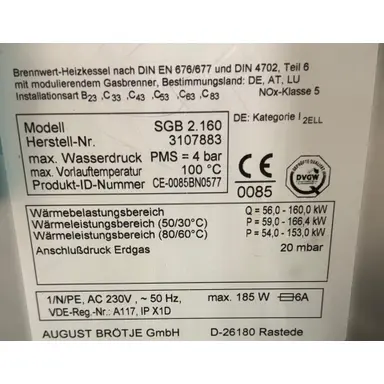 Brennwert-Heizkessel nach DIN EN 676/677 und DIN 4702, Teil 6
mit modulierendem Gasbrenner, Bestimmungsland: DE, AT, LU
Installationsart B23 ,C33 ,C43 ,C53 ,C63 ,C83 NOx-Klasse 5
Modell SGB 2.160 DE: Kategorie I2ELL
Herstell-Nr. 3107883
max. Wasserdruck PMS = 4 bar
max. Vorlauftemperatur 100 °C
Produkt-ID-Nummer CE-0085BN0577
CE
0085
DVGW
Wärmebelastungsbereich Q = 56,0 - 160,0 kW
Wärmeleistungsbereich (50/30°C) P = 59,0 - 166,4 kW
Wärmeleistungsbereich (80/60°C) P = 54,0 - 153,0 kW
Anschlußdruck Erdgas 20 mbar
1/N/PE, AC 230V , ~ 50 Hz, max. 185 W 6A
VDE-Reg.-Nr.: A117, IP X1D
AUGUST BRÖTJE GmbH D-26180 Rastede